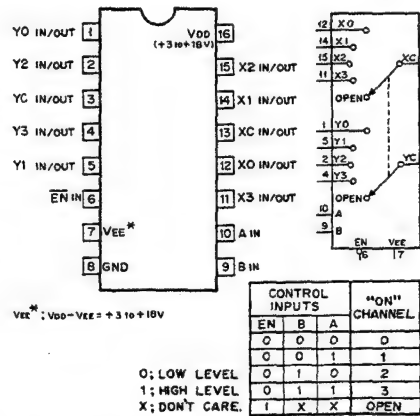 Y0 IN/OUT 1
Y2 IN/OUT 2
YC IN/OUT 3
Y3 IN/OUT 4
Y1 IN/OUT 5
EN IN 6
7 VEE*
8 GND
VDD 16
(+3 TO +18V)
15 X2 IN/OUT
14 X1 IN/OUT
13 XC IN/OUT
12 X0 IN/OUT
11 X3 IN/OUT
10 A IN
9 B IN
12 X0
14 X1
15 X2 XC
11 X3
OPEN
1 Y0
5 Y1
2 Y2 YC
4 Y3
OPEN
10 A
9 B
EN VEE
6 7
VEE*; VDD-VEE = +3 TO +18V
CONTROL INPUTS "ON" CHANNEL
EN B A
0 0 0 0
0 0 1 1
0 1 0 2
0 1 1 3
1 X X OPEN
0; LOW LEVEL
1; HIGH LEVEL
X; DON'T CARE.